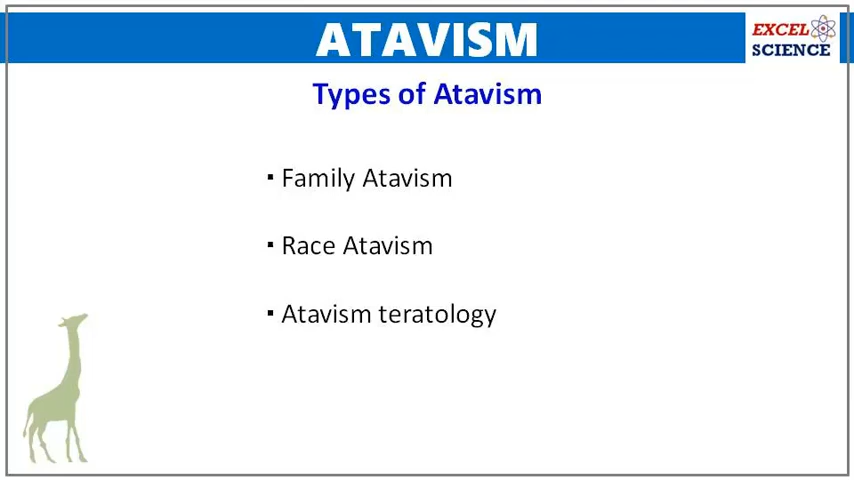 ATAVISM
EXCEL
SCIENCE
Types of Atavism
▪ Family Atavism
▪ Race Atavism
▪ Atavism teratology